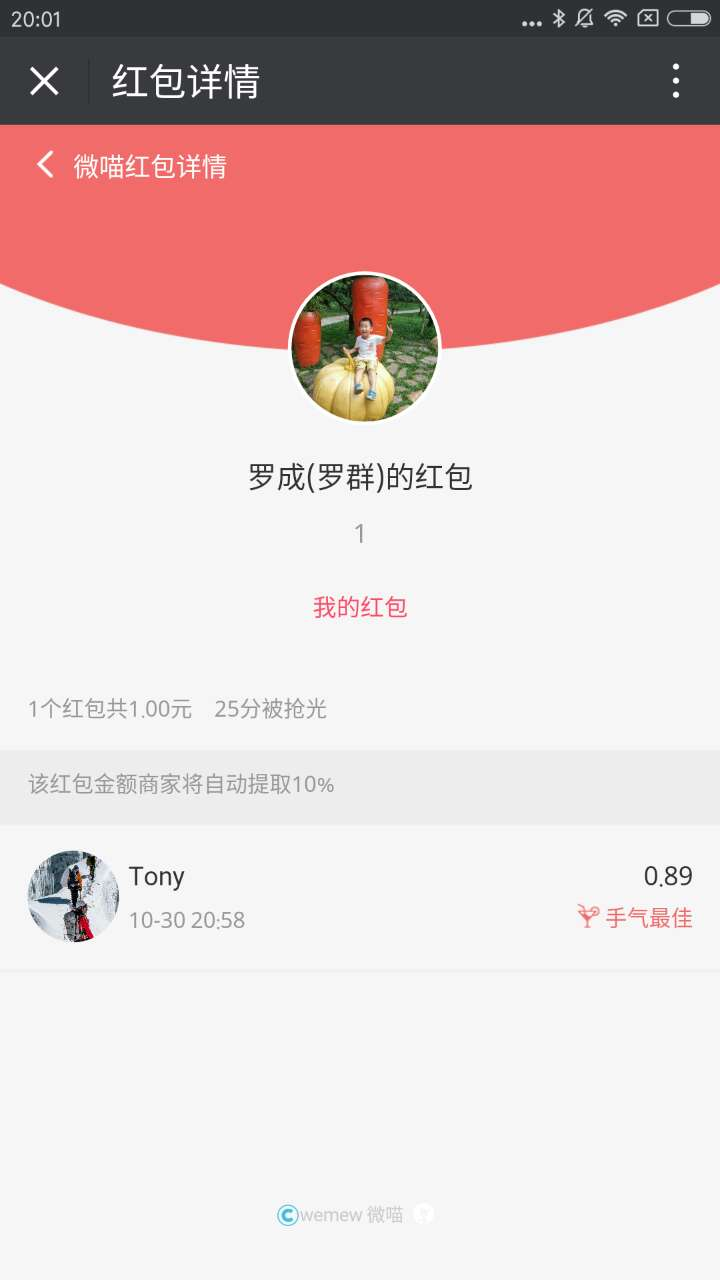 20:01
红包详情
微喵红包详情
罗成(罗群)的红包
1
我的红包
1个红包共1.00元 25分被抢光
该红包金额商家将自动提取10%
Tony 0.89
10-30 20:58 手气最佳
wemew 微喵